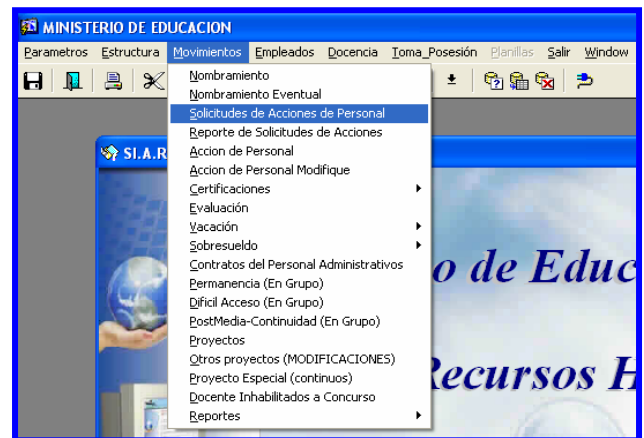 MINISTERIO DE EDUCACION
Parametros Estructura Movimientos Empleados Docencia Toma_Posesión Planillas Salir Window
Nombramiento
Nombramiento Eventual
Solicitudes de Acciones de Personal
Reporte de Solicitudes de Acciones
SI.A.R
Accion de Personal
Accion de Personal Modifique
Certificaciones
Evaluación
Vacación
Sobresueldo
Contratos del Personal Administrativos
o de Educ
Permanencia (En Grupo)
Dificil Acceso (En Grupo)
PostMedia-Continuidad (En Grupo)
Proyectos
Otros proyectos (MODIFICACIONES)
Recursos H
Proyecto Especial (continuos)
Docente Inhabilitados a Concurso
Reportes